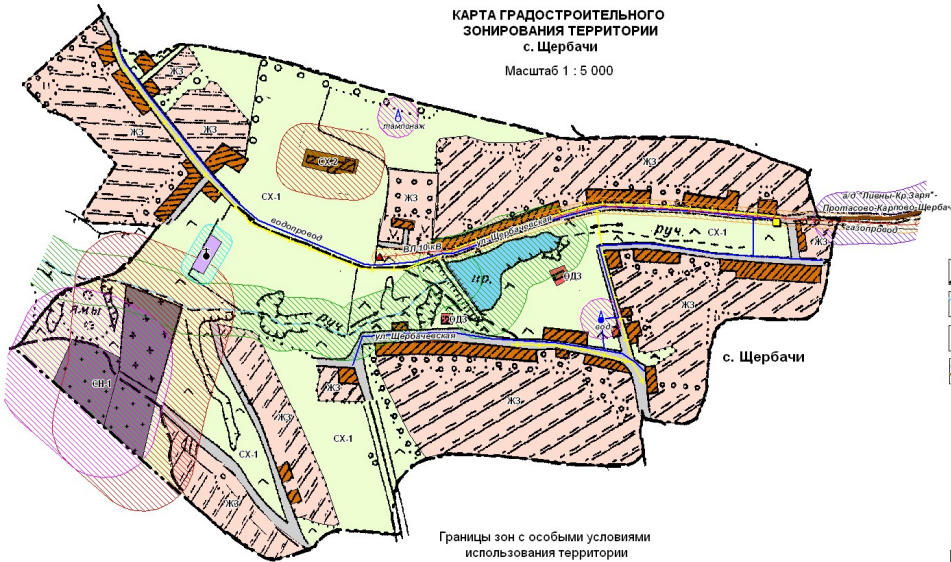 КАРТА ГРАДОСТРОИТЕЛЬНОГО
ЗОНИРОВАНИЯ ТЕРРИТОРИИ
с. Щербачи
Масштаб 1 : 5 000
ЖЗ
ЖЗ
ЖЗ
тампонаж
СХ-2
ЖЗ
ЖЗ
СХ-1
водопровод
ВЛ 10 кВ
ул. Щербачевская
руч.
СХ-1
а/д "Ливны-Кр.Заря"-
Протасово-Карпово-Щербач
газопровод
ЖЗ
пр.
ОДЗ
ямы
руч.
ОДЗ
вод
ЖЗ
ул. Щербачевская
с. Щербачи
СН-1
ЖЗ
ЖЗ
ЖЗ
СХ-1
СХ-1
ЖЗ
Границы зон с особыми условиями
использования территории